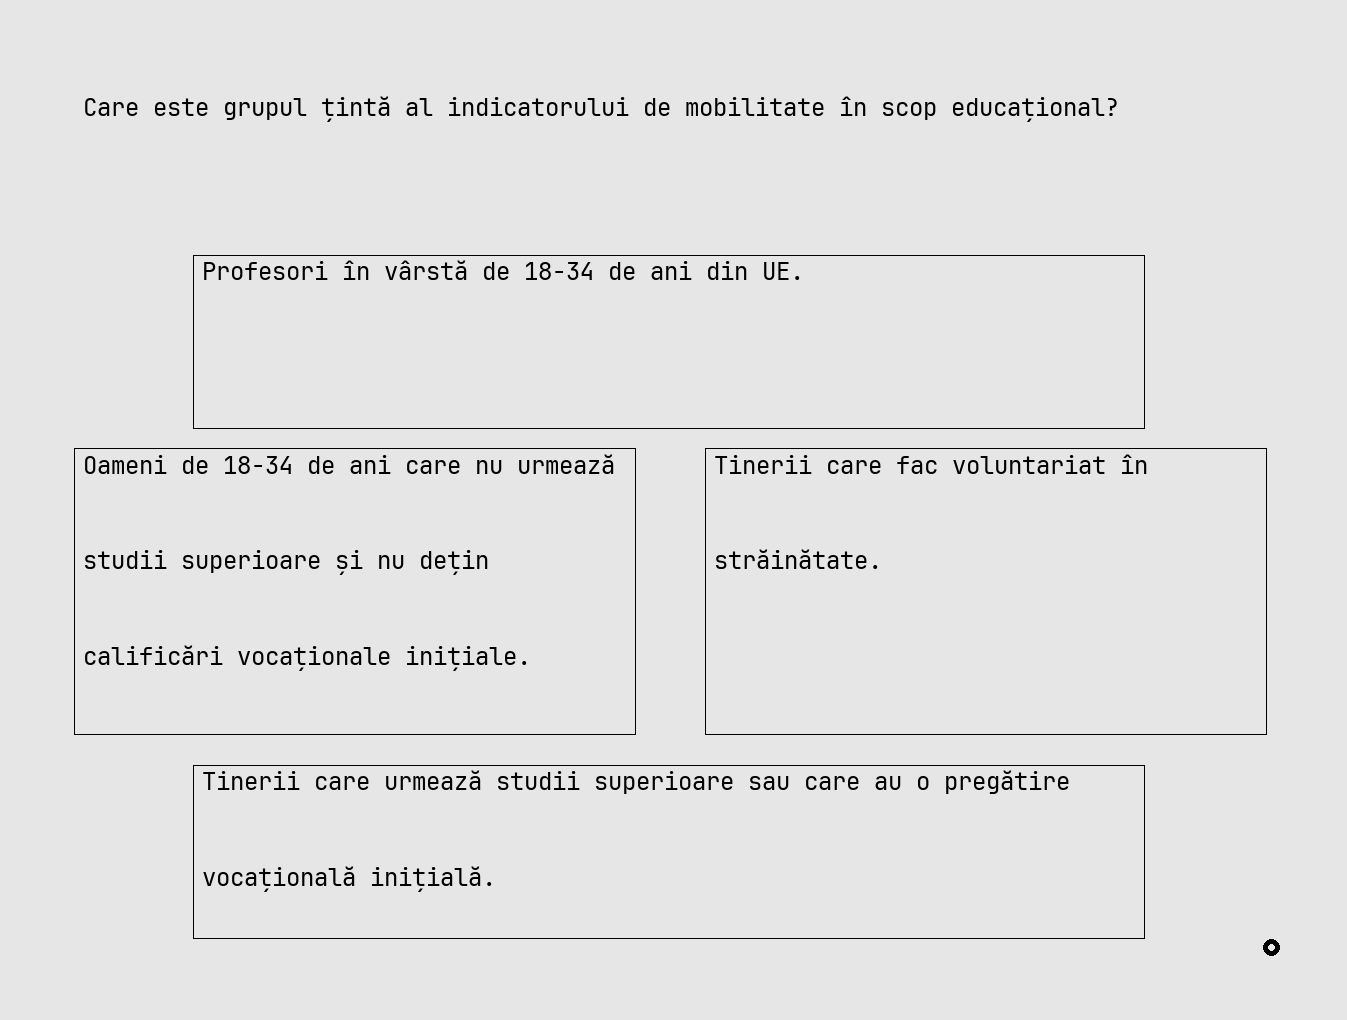 Care este grupul țintă al indicatorului de mobilitate în scop educațional?
Profesori în vârstă de 18-34 de ani din UE.
Oameni de 18-34 de ani care nu urmează
studii superioare și nu dețin
calificări vocaționale inițiale.
Tinerii care fac voluntariat în
străinătate.
Tinerii care urmează studii superioare sau care au o pregătire
vocațională inițială.